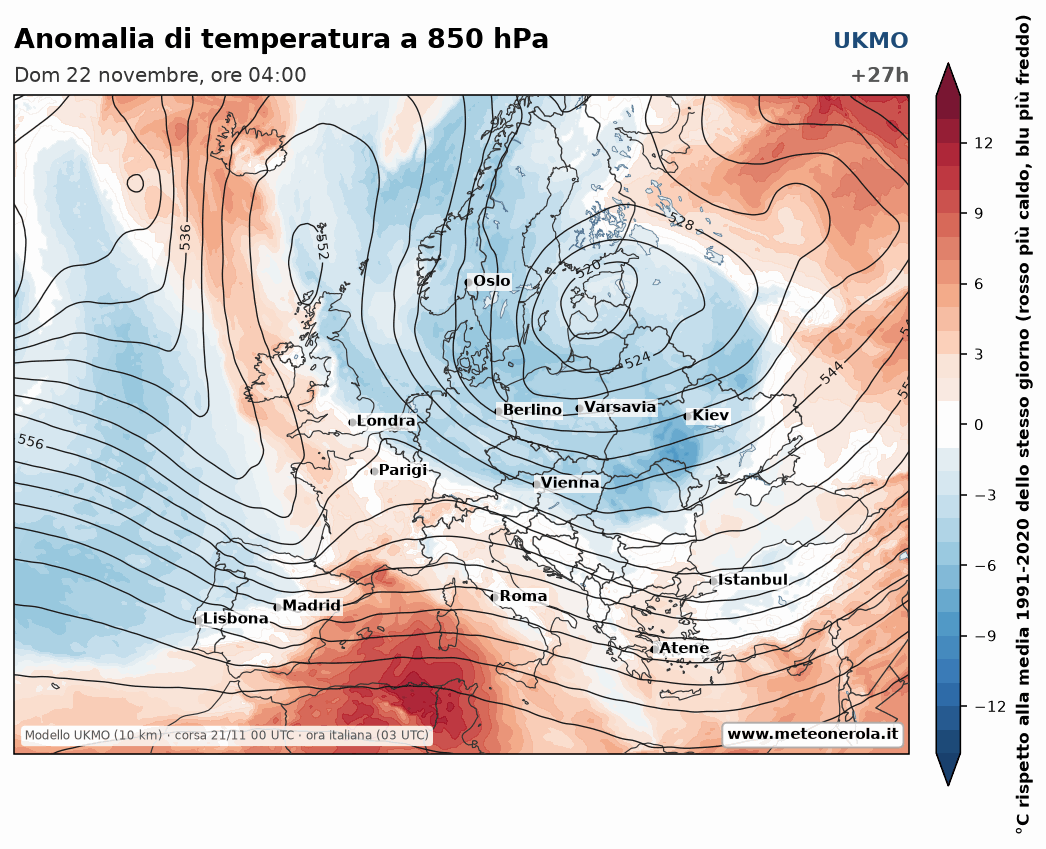 Anomalia di temperatura a 850 hPa
UKMO
Dom 22 novembre, ore 04:00
+27h
536
552
528
520
524
544
556
Oslo
Berlino
Varsavia
Kiev
Londra
Parigi
Vienna
Istanbul
Roma
Madrid
Lisbona
Atene
Modello UKMO (10 km) · corsa 21/11 00 UTC · ora italiana (03 UTC)
www.meteonerola.it
12
9
6
3
0
−3
−6
−9
−12
°C rispetto alla media 1991-2020 dello stesso giorno (rosso più caldo, blu più freddo)